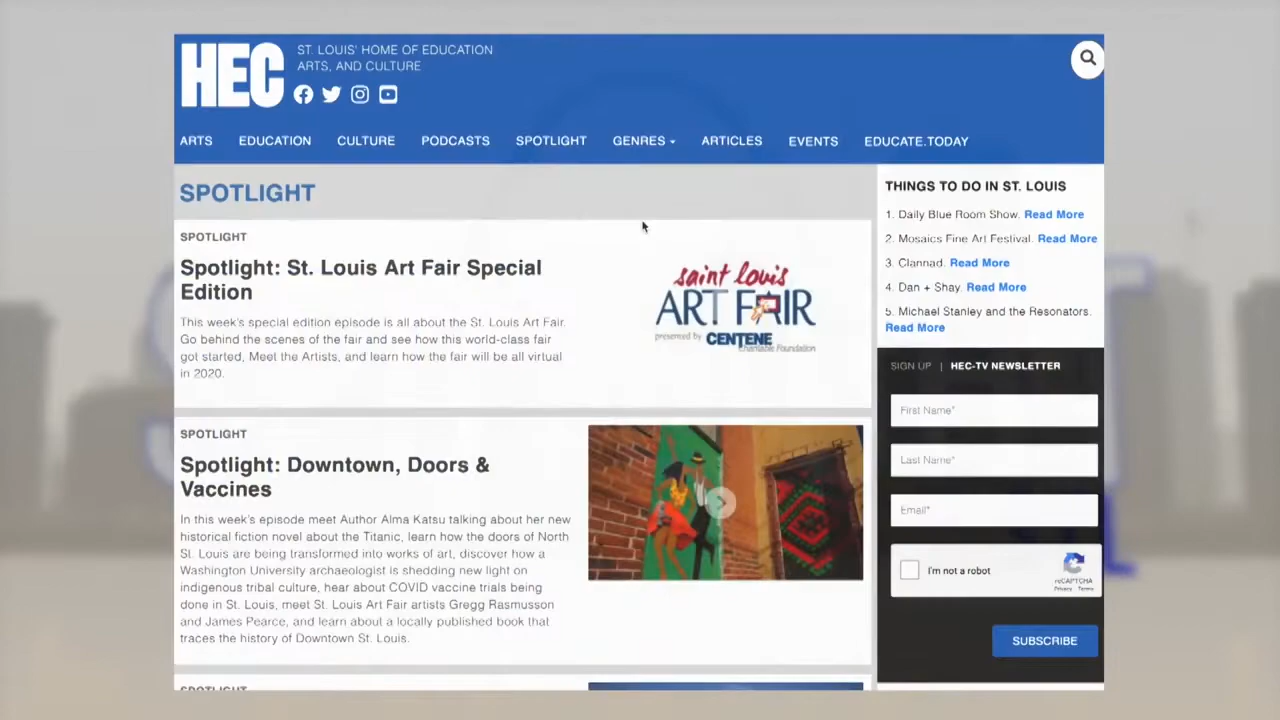 HEC
ST. LOUIS' HOME OF EDUCATION
ARTS, AND CULTURE
ARTS EDUCATION CULTURE PODCASTS SPOTLIGHT GENRES ARTICLES EVENTS EDUCATE.TODAY
SPOTLIGHT
SPOTLIGHT
Spotlight: St. Louis Art Fair Special
Edition
This week's special edition episode is all about the St. Louis Art Fair.
Go behind the scenes of the fair and see how this world-class fair
got started, Meet the Artists, and learn how the fair will be all virtual
in 2020.
saint louis
ART FAIR
presented by CENTENE
Charitable Foundation
SPOTLIGHT
Spotlight: Downtown, Doors &
Vaccines
In this week's episode meet Author Alma Katsu talking about her new
historical fiction novel about the Titanic, learn how the doors of North
St. Louis are being transformed into works of art, discover how a
Washington University archaeologist is shedding new light on
indigenous tribal culture, hear about COVID vaccine trials being
done in St. Louis, meet St. Louis Art Fair artists Gregg Rasmusson
and James Pearce, and learn about a locally published book that
traces the history of Downtown St. Louis.
SPOTLIGHT
THINGS TO DO IN ST. LOUIS
1. Daily Blue Room Show. Read More
2. Mosaics Fine Art Festival. Read More
3. Clannad. Read More
4. Dan + Shay. Read More
5. Michael Stanley and the Resonators.
Read More
SIGN UP | HEC-TV NEWSLETTER
First Name*
Last Name*
Email*
I'm not a robot
reCAPTCHA
Privacy - Terms
SUBSCRIBE